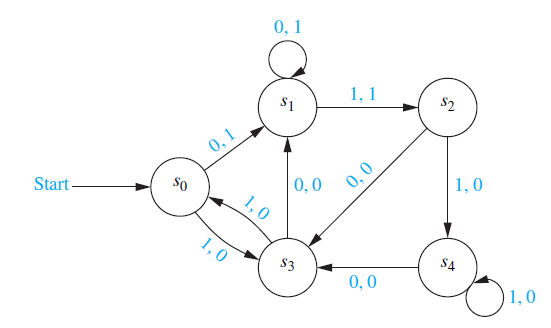 0, 1
s1
1, 1
s2
0, 1
Start
s0
1, 0
0, 0
0, 0
1, 0
1, 0
s3
0, 0
s4
1, 0